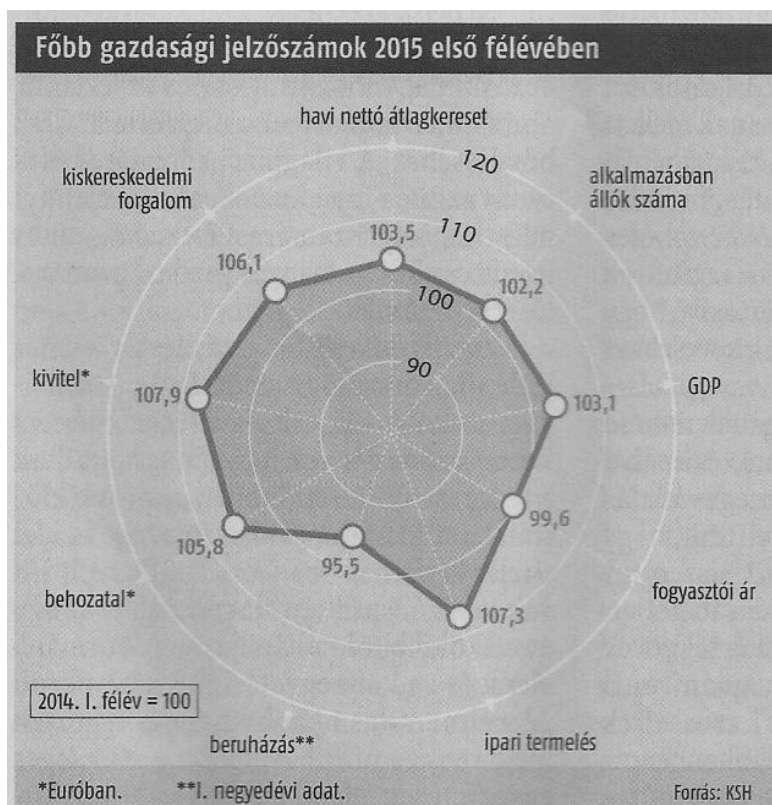 Főbb gazdasági jelzőszámok 2015 első félévében
havi nettó átlagkereset
120
alkalmazásban
állók száma
kiskereskedelmi
forgalom
110
103,5
106,1
102,2
100
90
kivitel*
107,9
GDP
103,1
99,6
105,8
95,5
fogyasztói ár
behozatal*
107,3
2014. I. félév = 100
beruházás**
ipari termelés
*Euróban.
**I. negyedévi adat.
Forrás: KSH